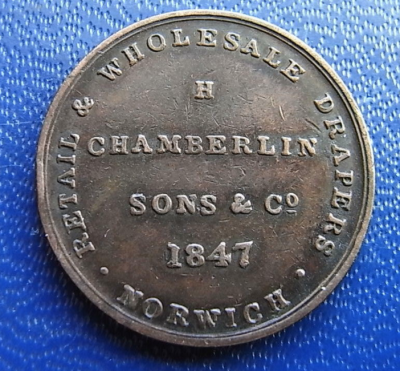 RETAIL & WHOLESALE DRAPERS
H
CHAMBERLIN
SONS & Co
1847
· NORWICH ·